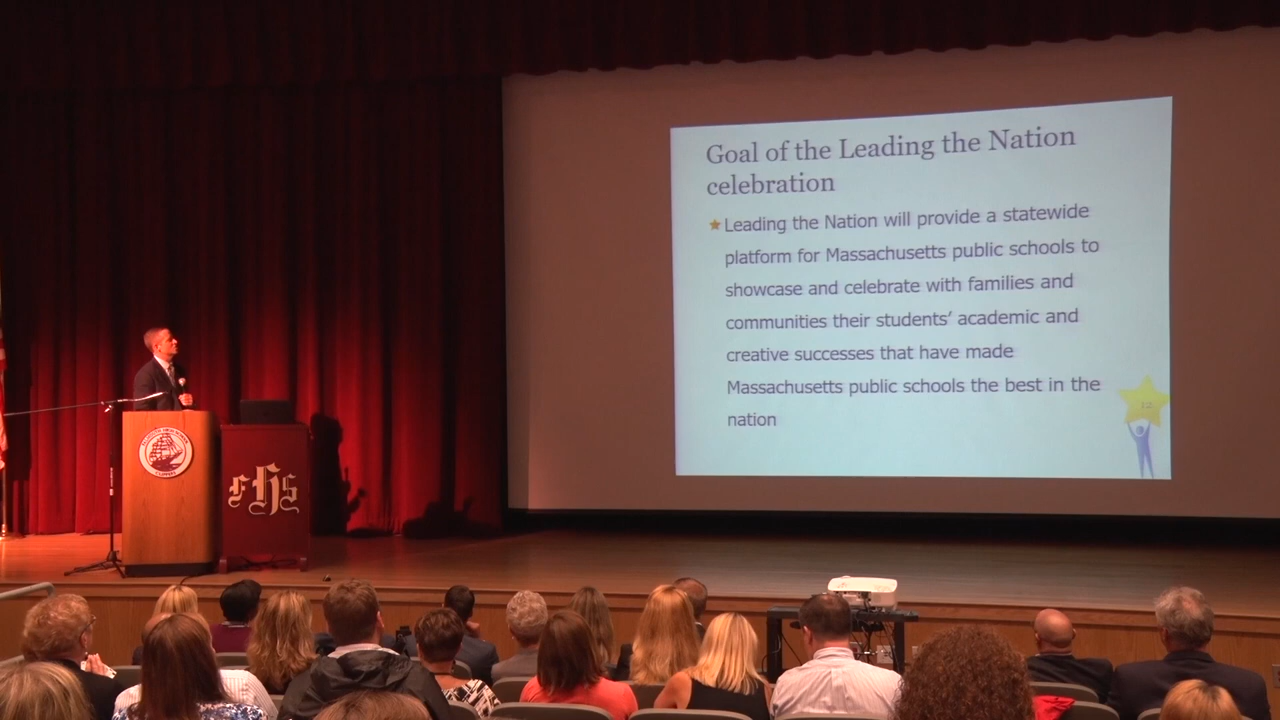 Goal of the Leading the Nation
celebration
Leading the Nation will provide a statewide
platform for Massachusetts public schools to
showcase and celebrate with families and
communities their students’ academic and
creative successes that have made
Massachusetts public schools the best in the
nation
12
FHS